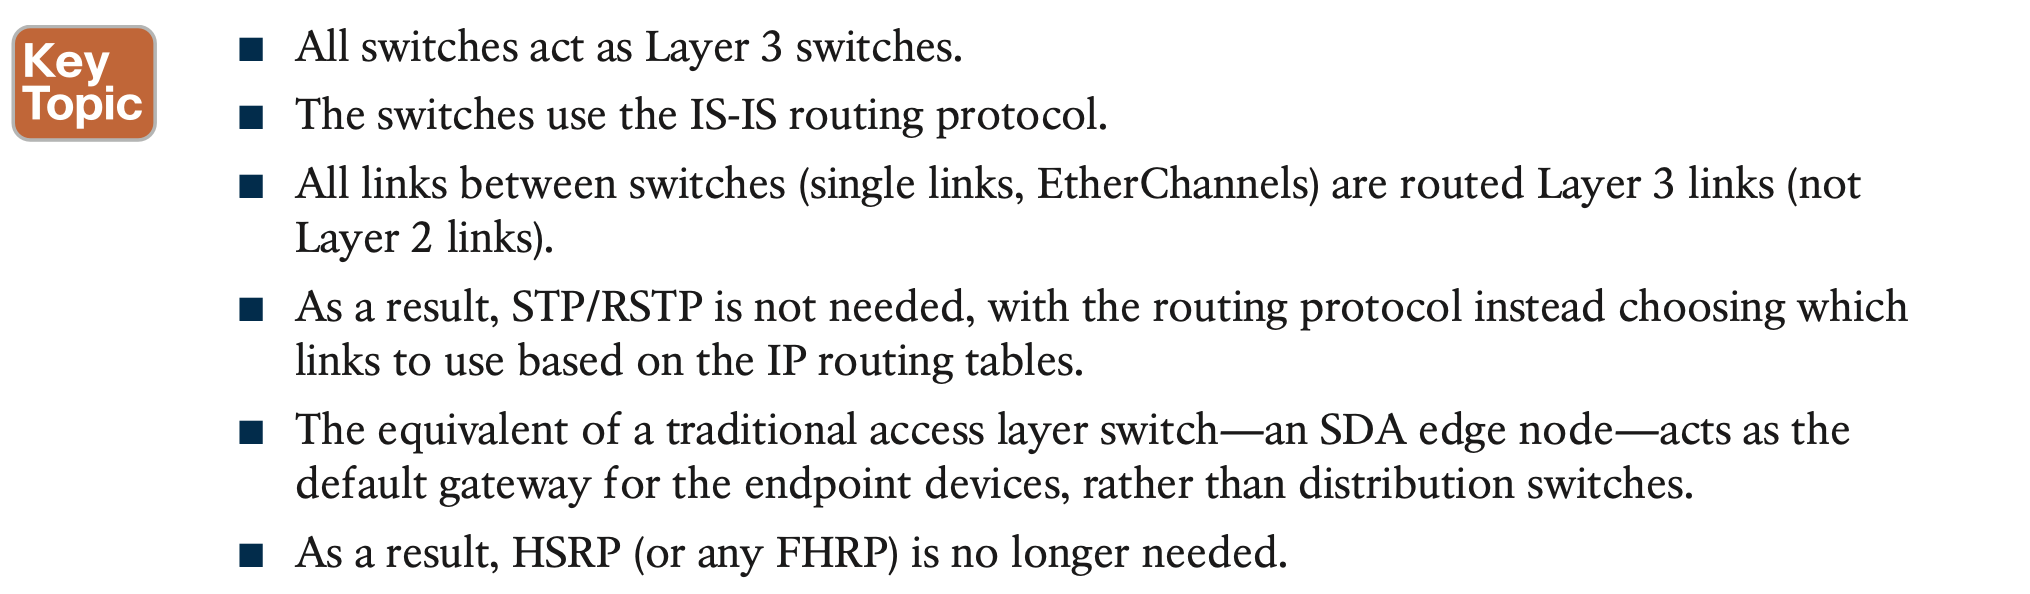 Key
Topic
■ All switches act as Layer 3 switches.
■ The switches use the IS-IS routing protocol.
■ All links between switches (single links, EtherChannels) are routed Layer 3 links (not
Layer 2 links).
■ As a result, STP/RSTP is not needed, with the routing protocol instead choosing which
links to use based on the IP routing tables.
■ The equivalent of a traditional access layer switch—an SDA edge node—acts as the
default gateway for the endpoint devices, rather than distribution switches.
■ As a result, HSRP (or any FHRP) is no longer needed.